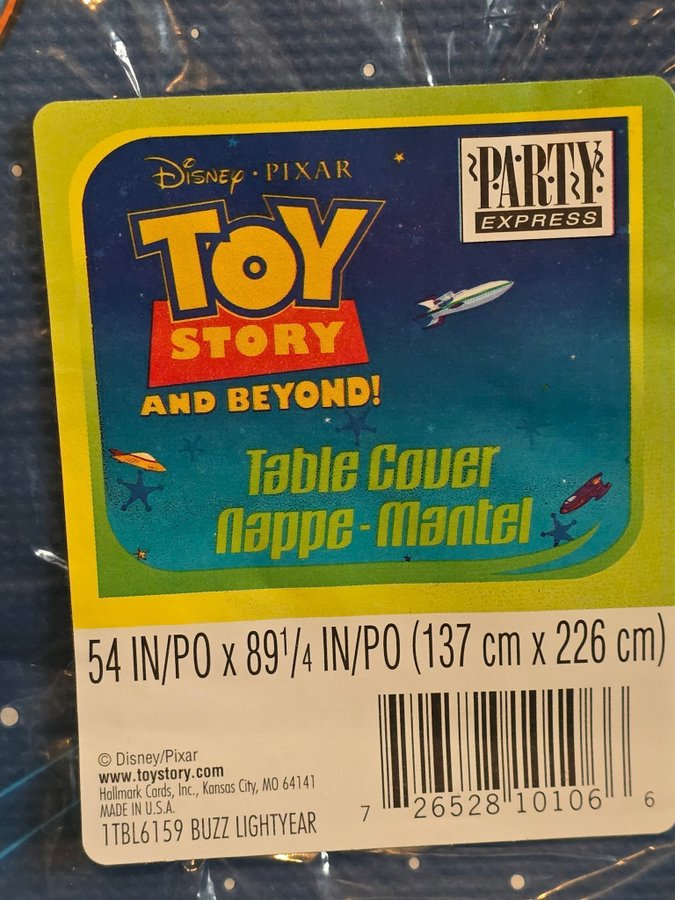 Disney · PIXAR
TOY
STORY
AND BEYOND!
PARTY
EXPRESS
Table Cover
Nappe - Mantel
54 IN/PO x 89 1/4 IN/PO (137 cm x 226 cm)
© Disney/Pixar
www.toystory.com
Hallmark Cards, Inc., Kansas City, MO 64141
MADE IN U.S.A.
1TBL6159 BUZZ LIGHTYEAR
7 26528 10106 6